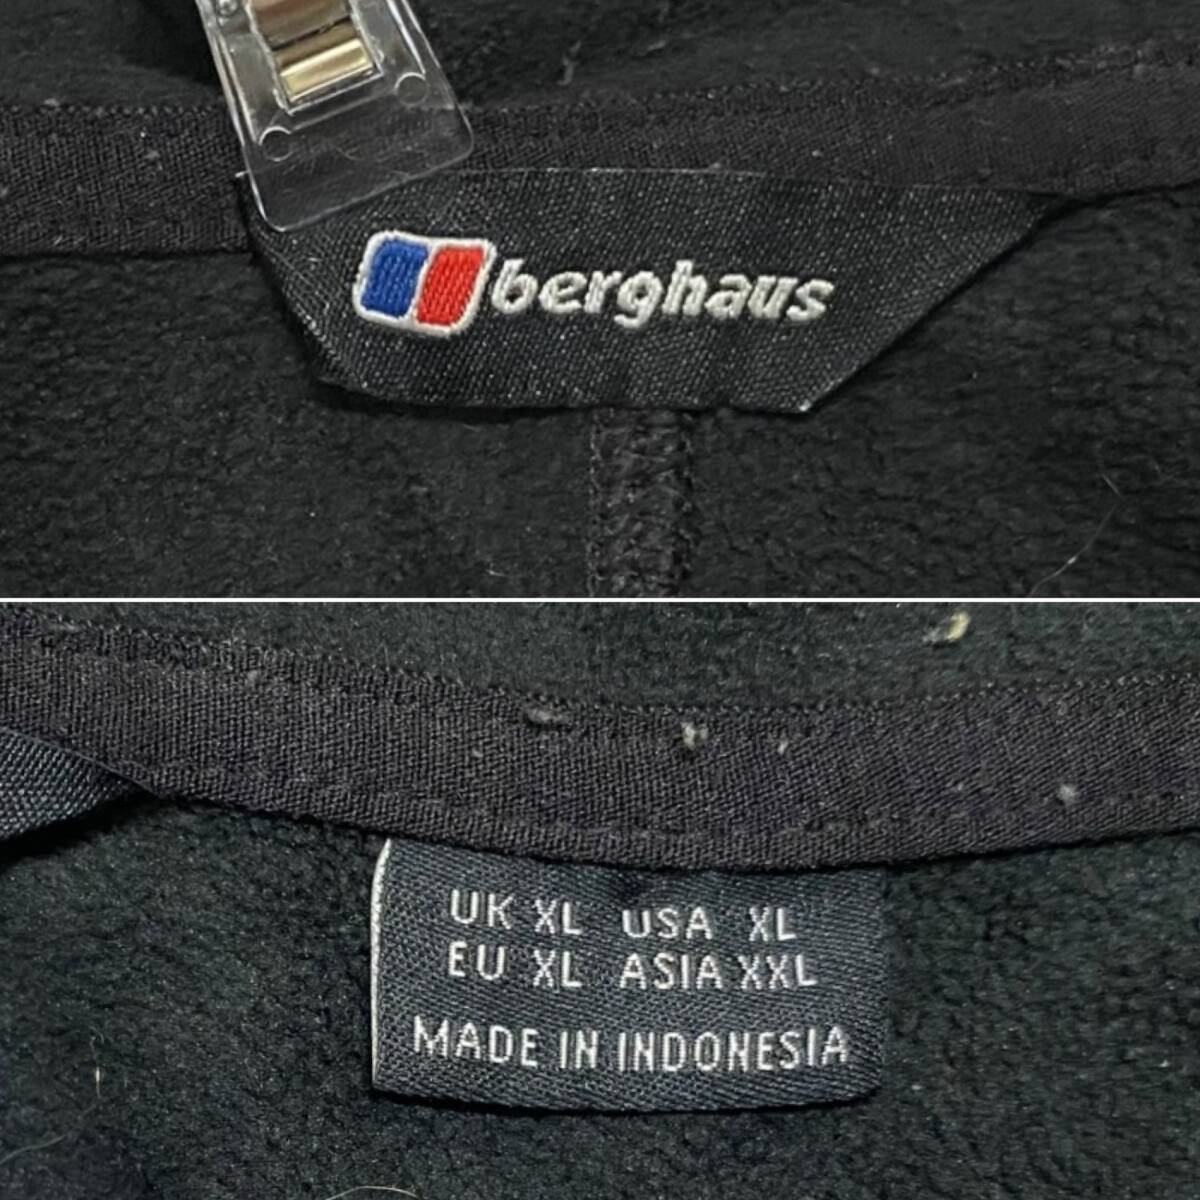 berghaus
UK XL USA XL
EU XL ASIA XXL
MADE IN INDONESIA